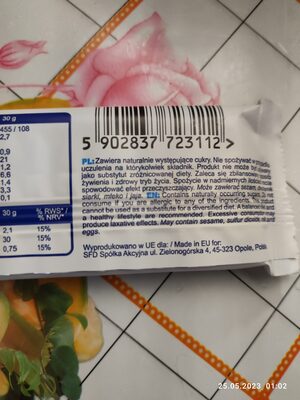 30 g
455 / 108
2,7
0,9
21
1,2
6,6
1,4
3,3
0,1
30 g
% RWS*
% NRV*
2,1 15%
30 15%
0,75 15%
5 902837 723112 >
PL: Zawiera naturalnie występujące cukry. Nie spożywać w przypadku
uczulenia na którykolwiek składnik. Produkt nie może być
jako substytut zróżnicowanej diety. Zaleca się zbilansowany
żywienia i zdrowy tryb życia. Spożycie w nadmiernych
spowodować efekt przeczyszczający. Może zawierać sezam,
siarki, mleko i jaja. EN: Contains naturally occurring sugars. Do not
consume if you are allergic to any of the ingredients. This product
cannot be used as a substitute for a diversified diet. A balanced diet and
a healthy lifestyle are recommended. Excessive consumption may
produce laxative effects. May contain sesame, sulfur dioxide,
eggs.
Wyprodukowano w UE dla: / Made in EU for:
SFD Spółka Akcyjna ul. Zielonogórska 4, 45-323 Opole,
25.05.2023 01:02